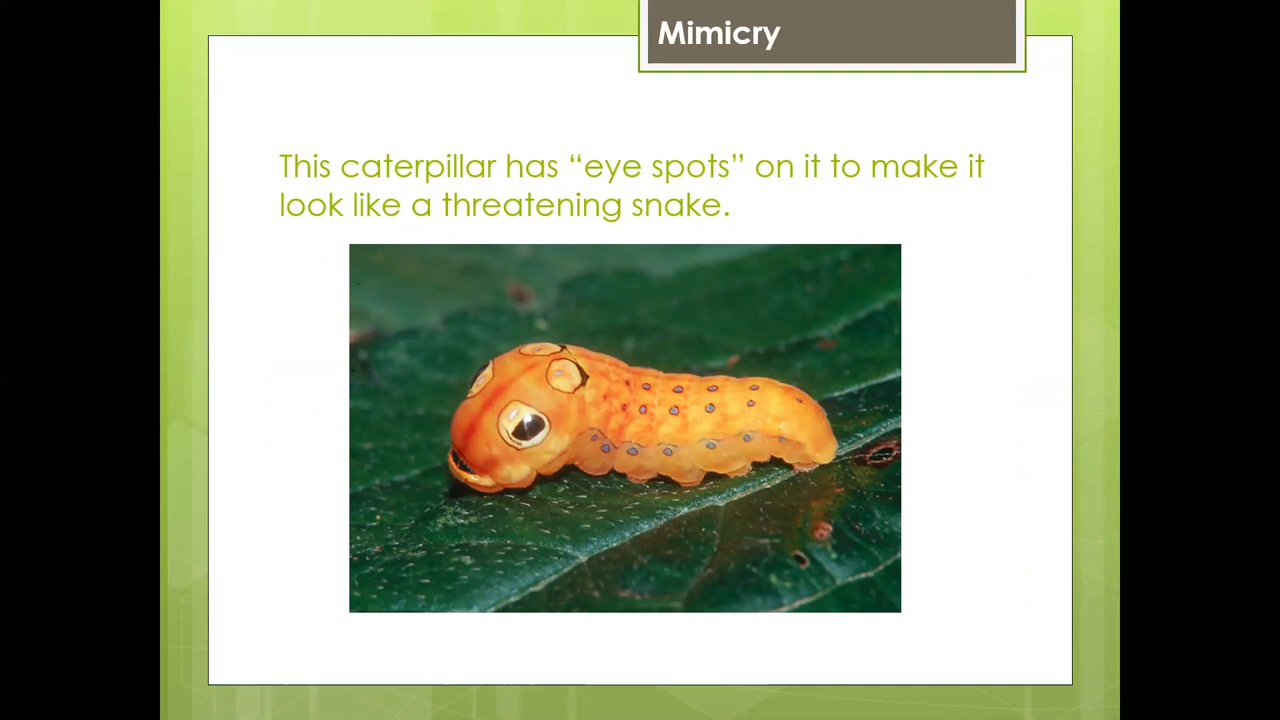 Mimicry
This caterpillar has “eye spots” on it to make it
look like a threatening snake.